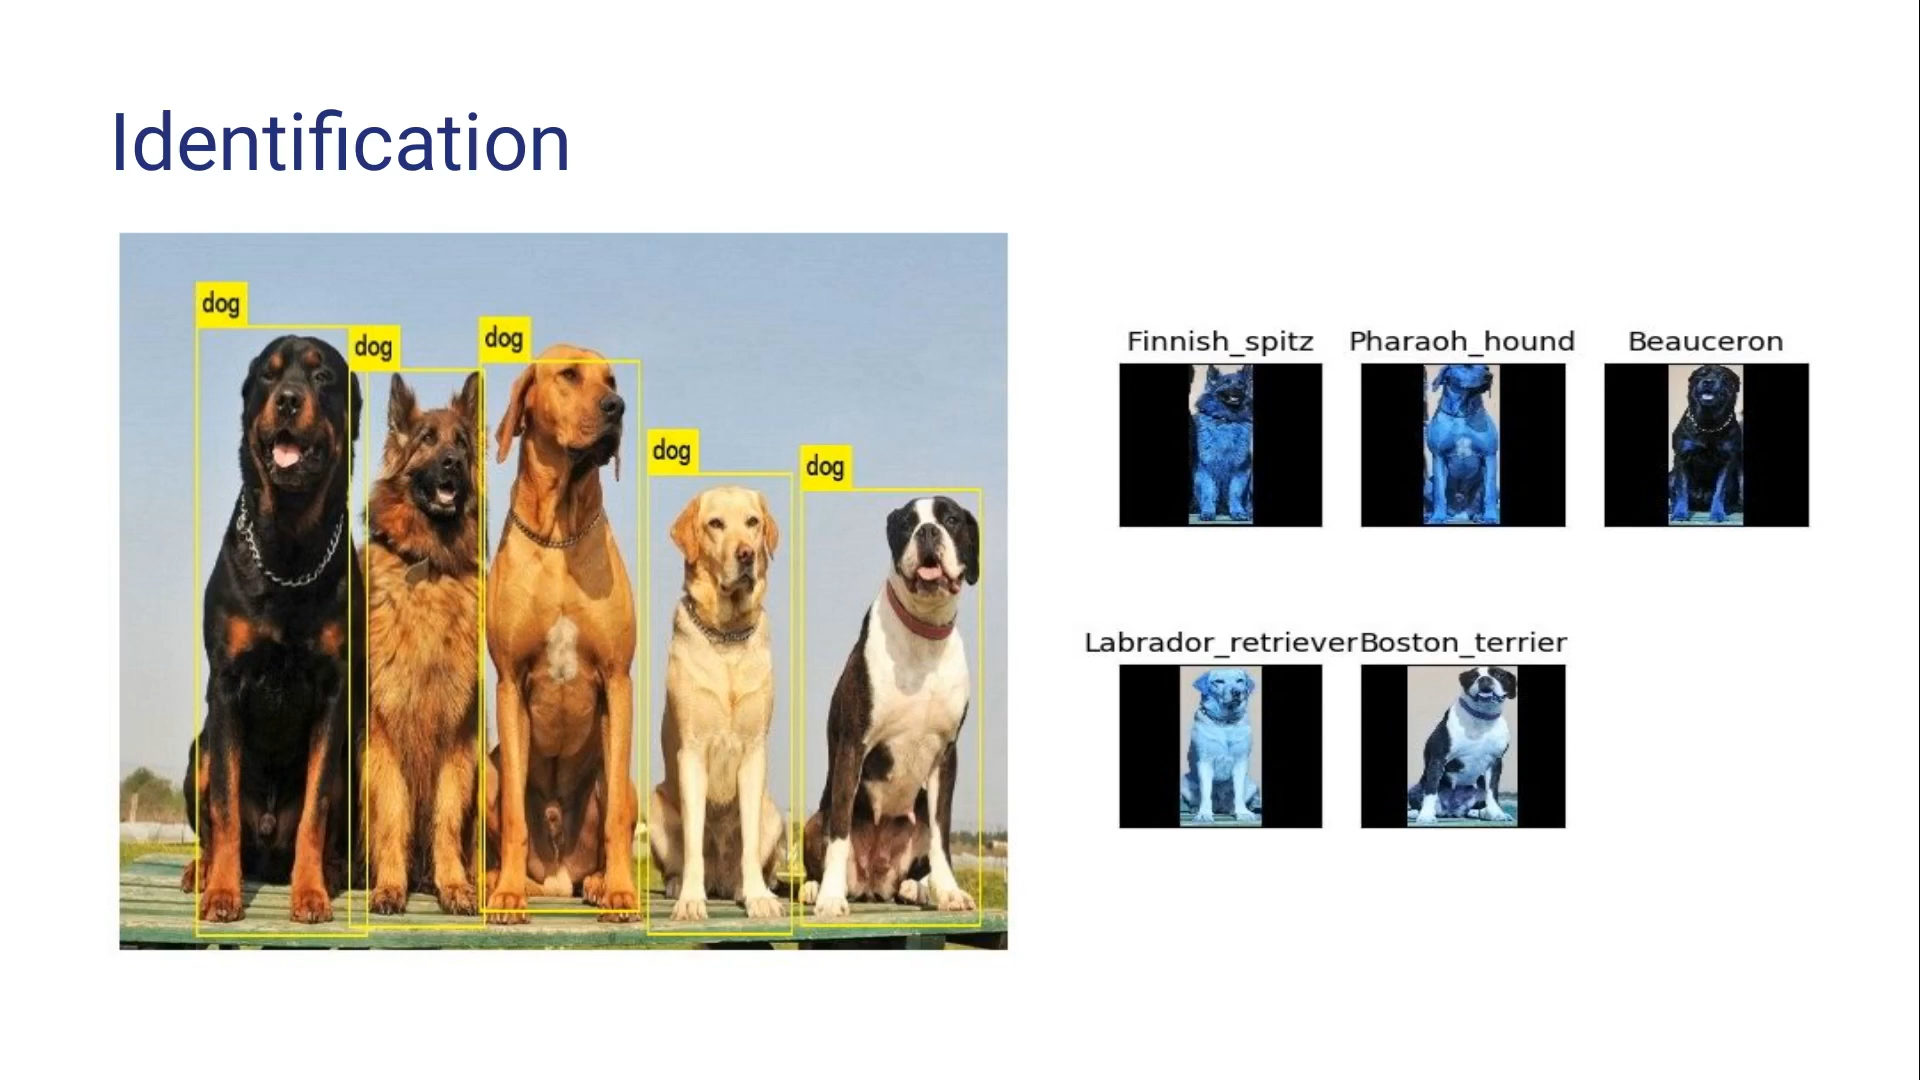 Identification
dog
dog
dog
dog
dog
Finnish_spitz Pharaoh_hound Beauceron
Labrador_retriever Boston_terrier